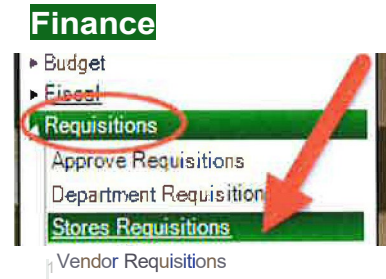 Finance
Budget
Fiscal
Requisitions
Approve Requisitions
Department Requisition
Stores Requisitions
Vendor Requisitions